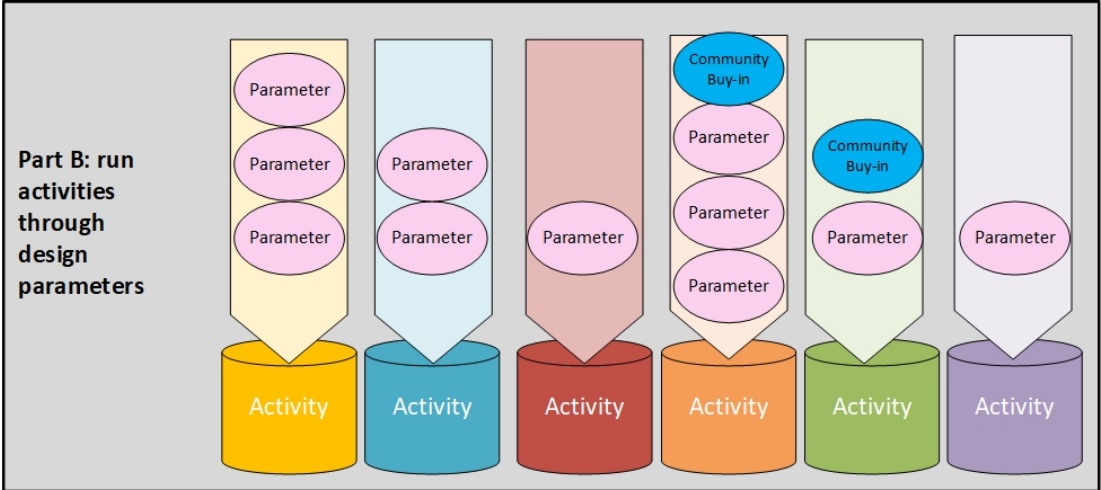 Part B: run
activities
through
design
parameters
Parameter
Parameter
Parameter
Activity
Parameter
Parameter
Activity
Parameter
Activity
Community
Buy-in
Parameter
Parameter
Parameter
Activity
Community
Buy-in
Parameter
Activity
Parameter
Activity